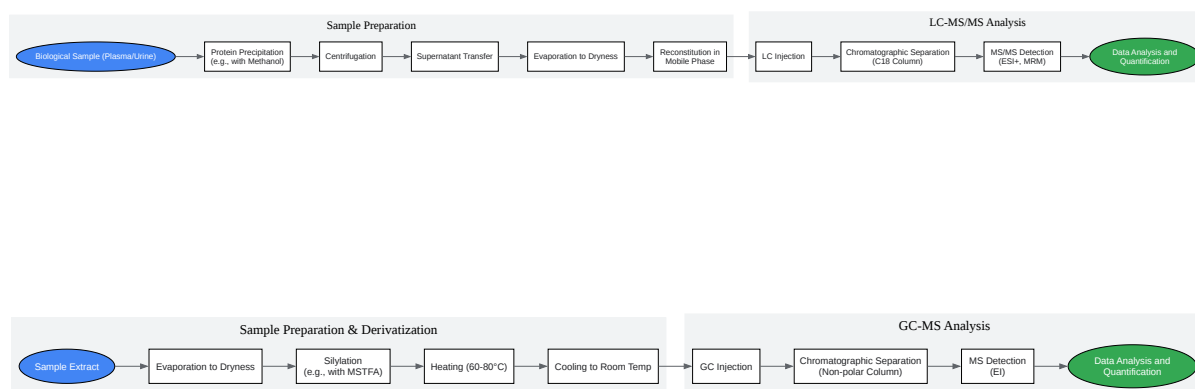 Sample Preparation
Biological Sample (Plasma/Urine)
Protein Precipitation
(e.g., with Methanol)
Centrifugation
Supernatant Transfer
Evaporation to Dryness
Reconstitution in
Mobile Phase
LC-MS/MS Analysis
LC Injection
Chromatographic Separation
(C18 Column)
MS/MS Detection
(ESI+, MRM)
Data Analysis and
Quantification
Sample Preparation & Derivatization
Sample Extract
Evaporation to Dryness
Silylation
(e.g., with MSTFA)
Heating (60-80°C)
Cooling to Room Temp
GC-MS Analysis
GC Injection
Chromatographic Separation
(Non-polar Column)
MS Detection
(EI)
Data Analysis and
Quantification